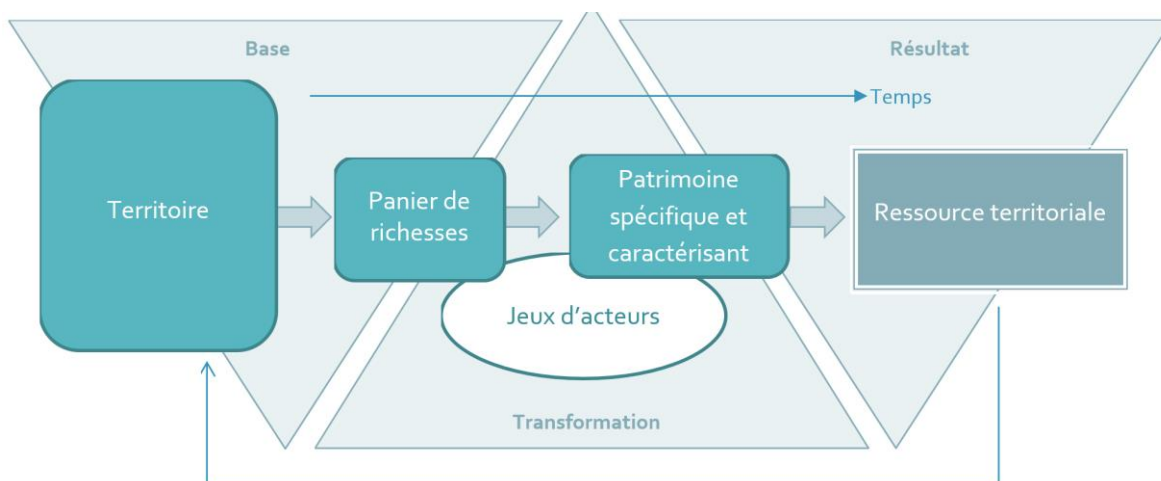 Base
Résultat
Temps
Territoire
Panier de
richesses
Patrimoine
spécifique et
caractérisant
Ressource territoriale
Jeux d'acteurs
Transformation